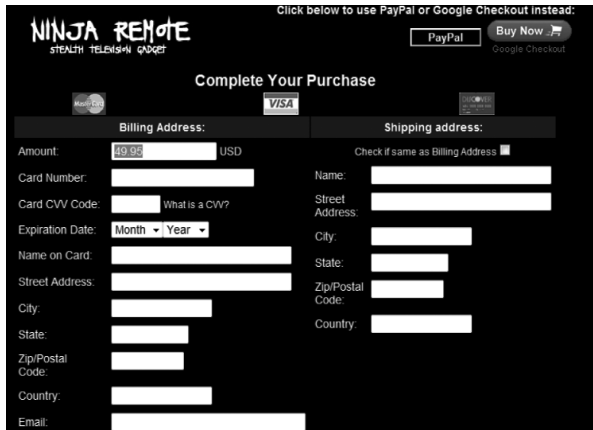 Click below to use PayPal or Google Checkout instead:
NINJA REMOTE
STEALTH TELEVISION GADGET
PayPal
Buy Now
Google Checkout
Complete Your Purchase
MasterCard
VISA
DISCOVER
Billing Address:
Shipping address:
Amount:
49.95
USD
Check if same as Billing Address
Card Number:
Name:
Card CVV Code:
What is a CVV?
Street
Address:
Expiration Date:
Month
Year
City:
Name on Card:
State:
Street Address:
Zip/Postal
Code:
City:
Country:
State:
Zip/Postal
Code:
Country:
Email: